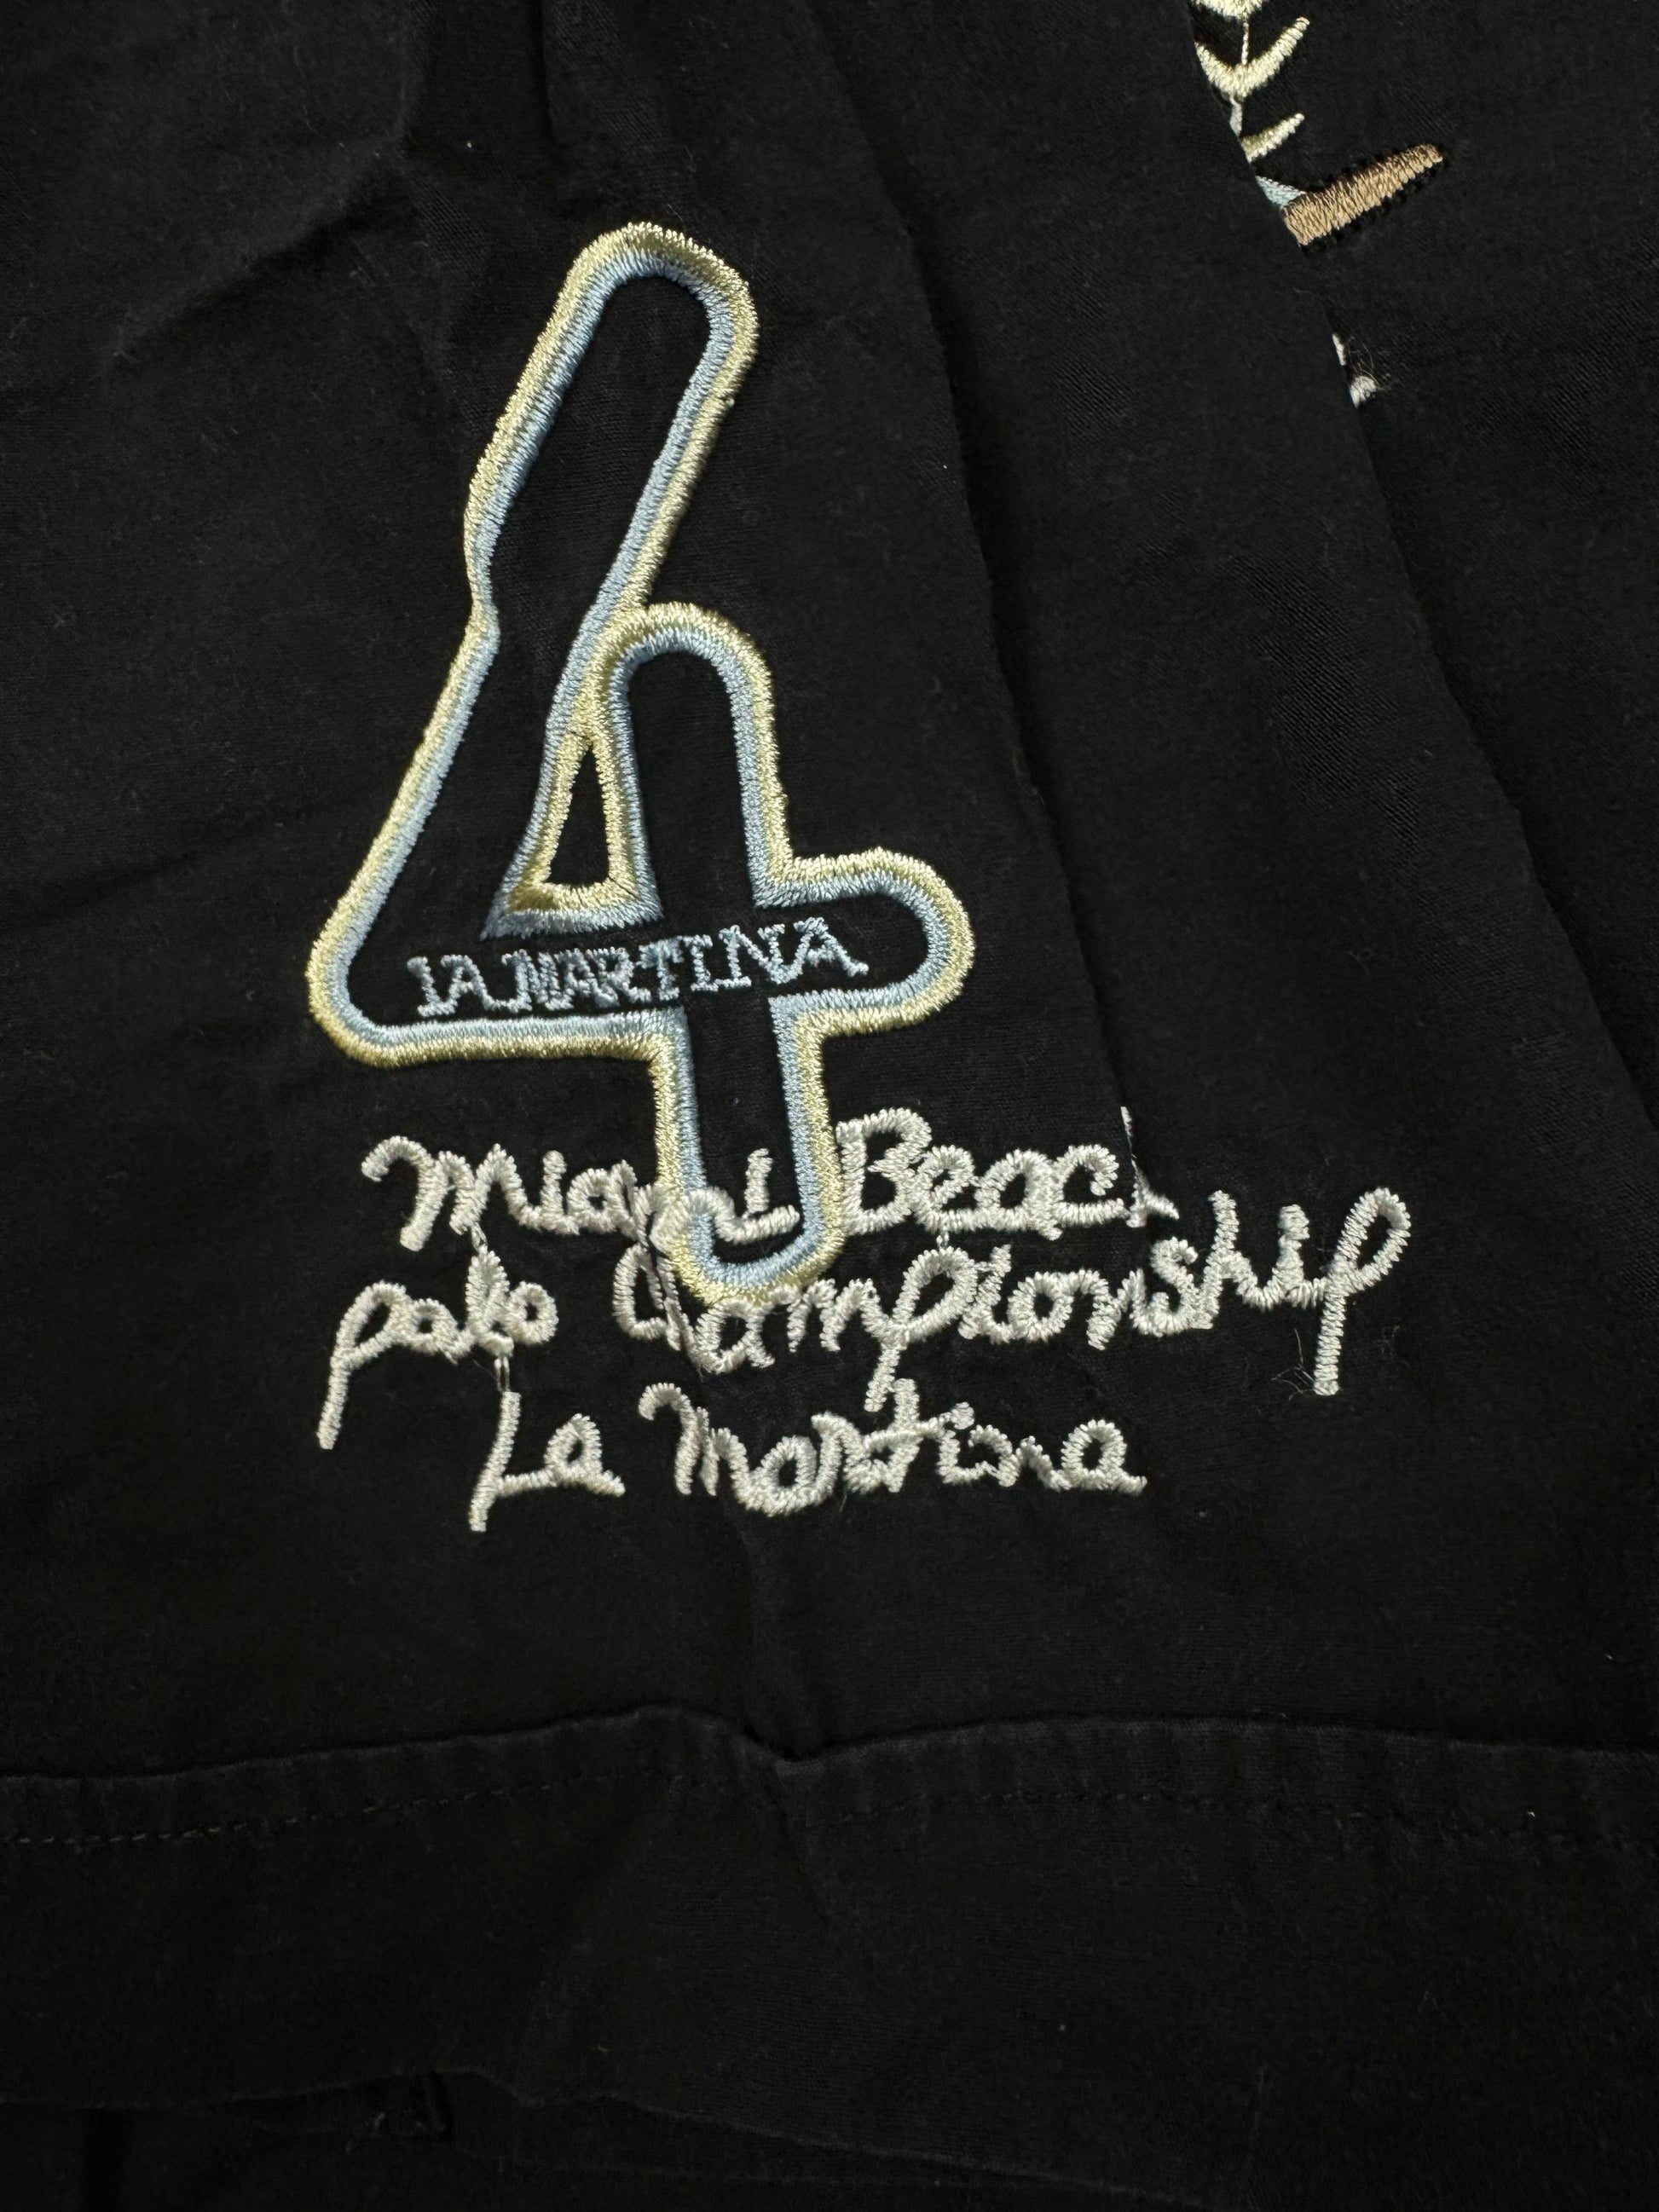 4
LA MARTINA
Miami Beach
Polo Championship
La Martina